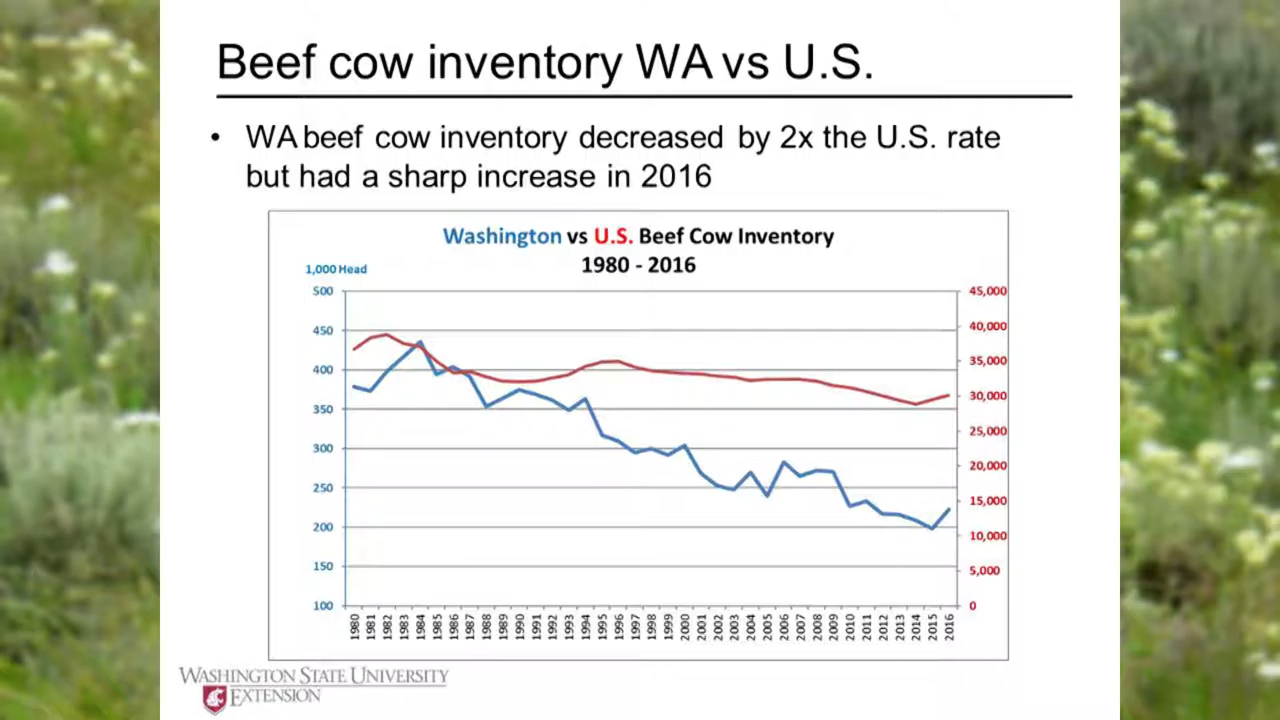 Beef cow inventory WA vs U.S.
• WA beef cow inventory decreased by 2x the U.S. rate
but had a sharp increase in 2016
Washington vs U.S. Beef Cow Inventory
1980 - 2016
1,000 Head
500 45,000
450 40,000
400 35,000
350 30,000
300 25,000
250 20,000
200 15,000
150 10,000
100 5,000
0
1980 1981 1982 1983 1984 1985 1986 1987 1988 1989 1990 1991 1992 1993 1994 1995 1996 1997 1998 1999 2000 2001 2002 2003 2004 2005 2006 2007 2008 2009 2010 2011 2012 2013 2014 2015 2016
WASHINGTON STATE UNIVERSITY
EXTENSION